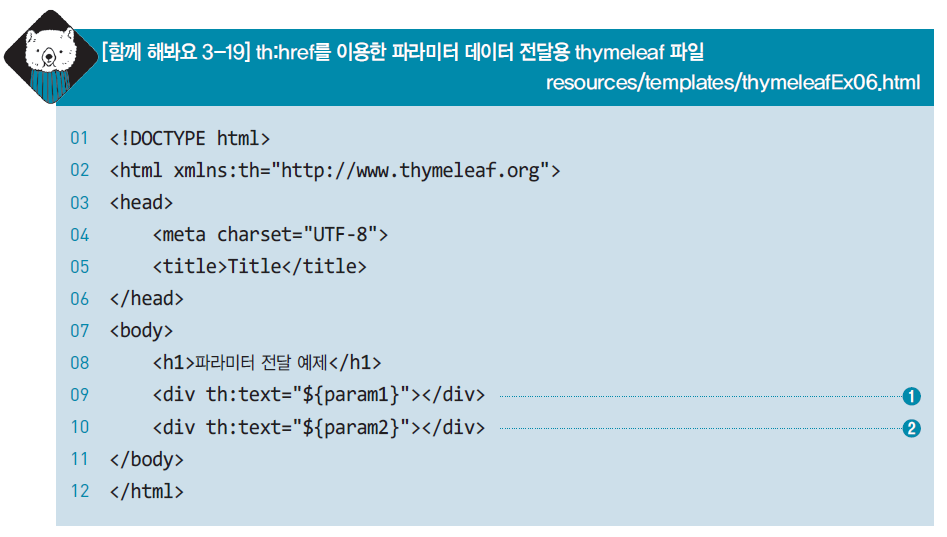 [함께 해봐요 3-19] th:href를 이용한 파라미터 데이터 전달용 thymeleaf 파일
resources/templates/thymeleafEx06.html
01 <!DOCTYPE html>
02 <html xmlns:th="http://www.thymeleaf.org">
03 <head>
04     <meta charset="UTF-8">
05     <title>Title</title>
06 </head>
07 <body>
08     <h1>파라미터 전달 예제</h1>
09     <div th:text="${param1}"></div> ❶
10     <div th:text="${param2}"></div> ❷
11 </body>
12 </html>